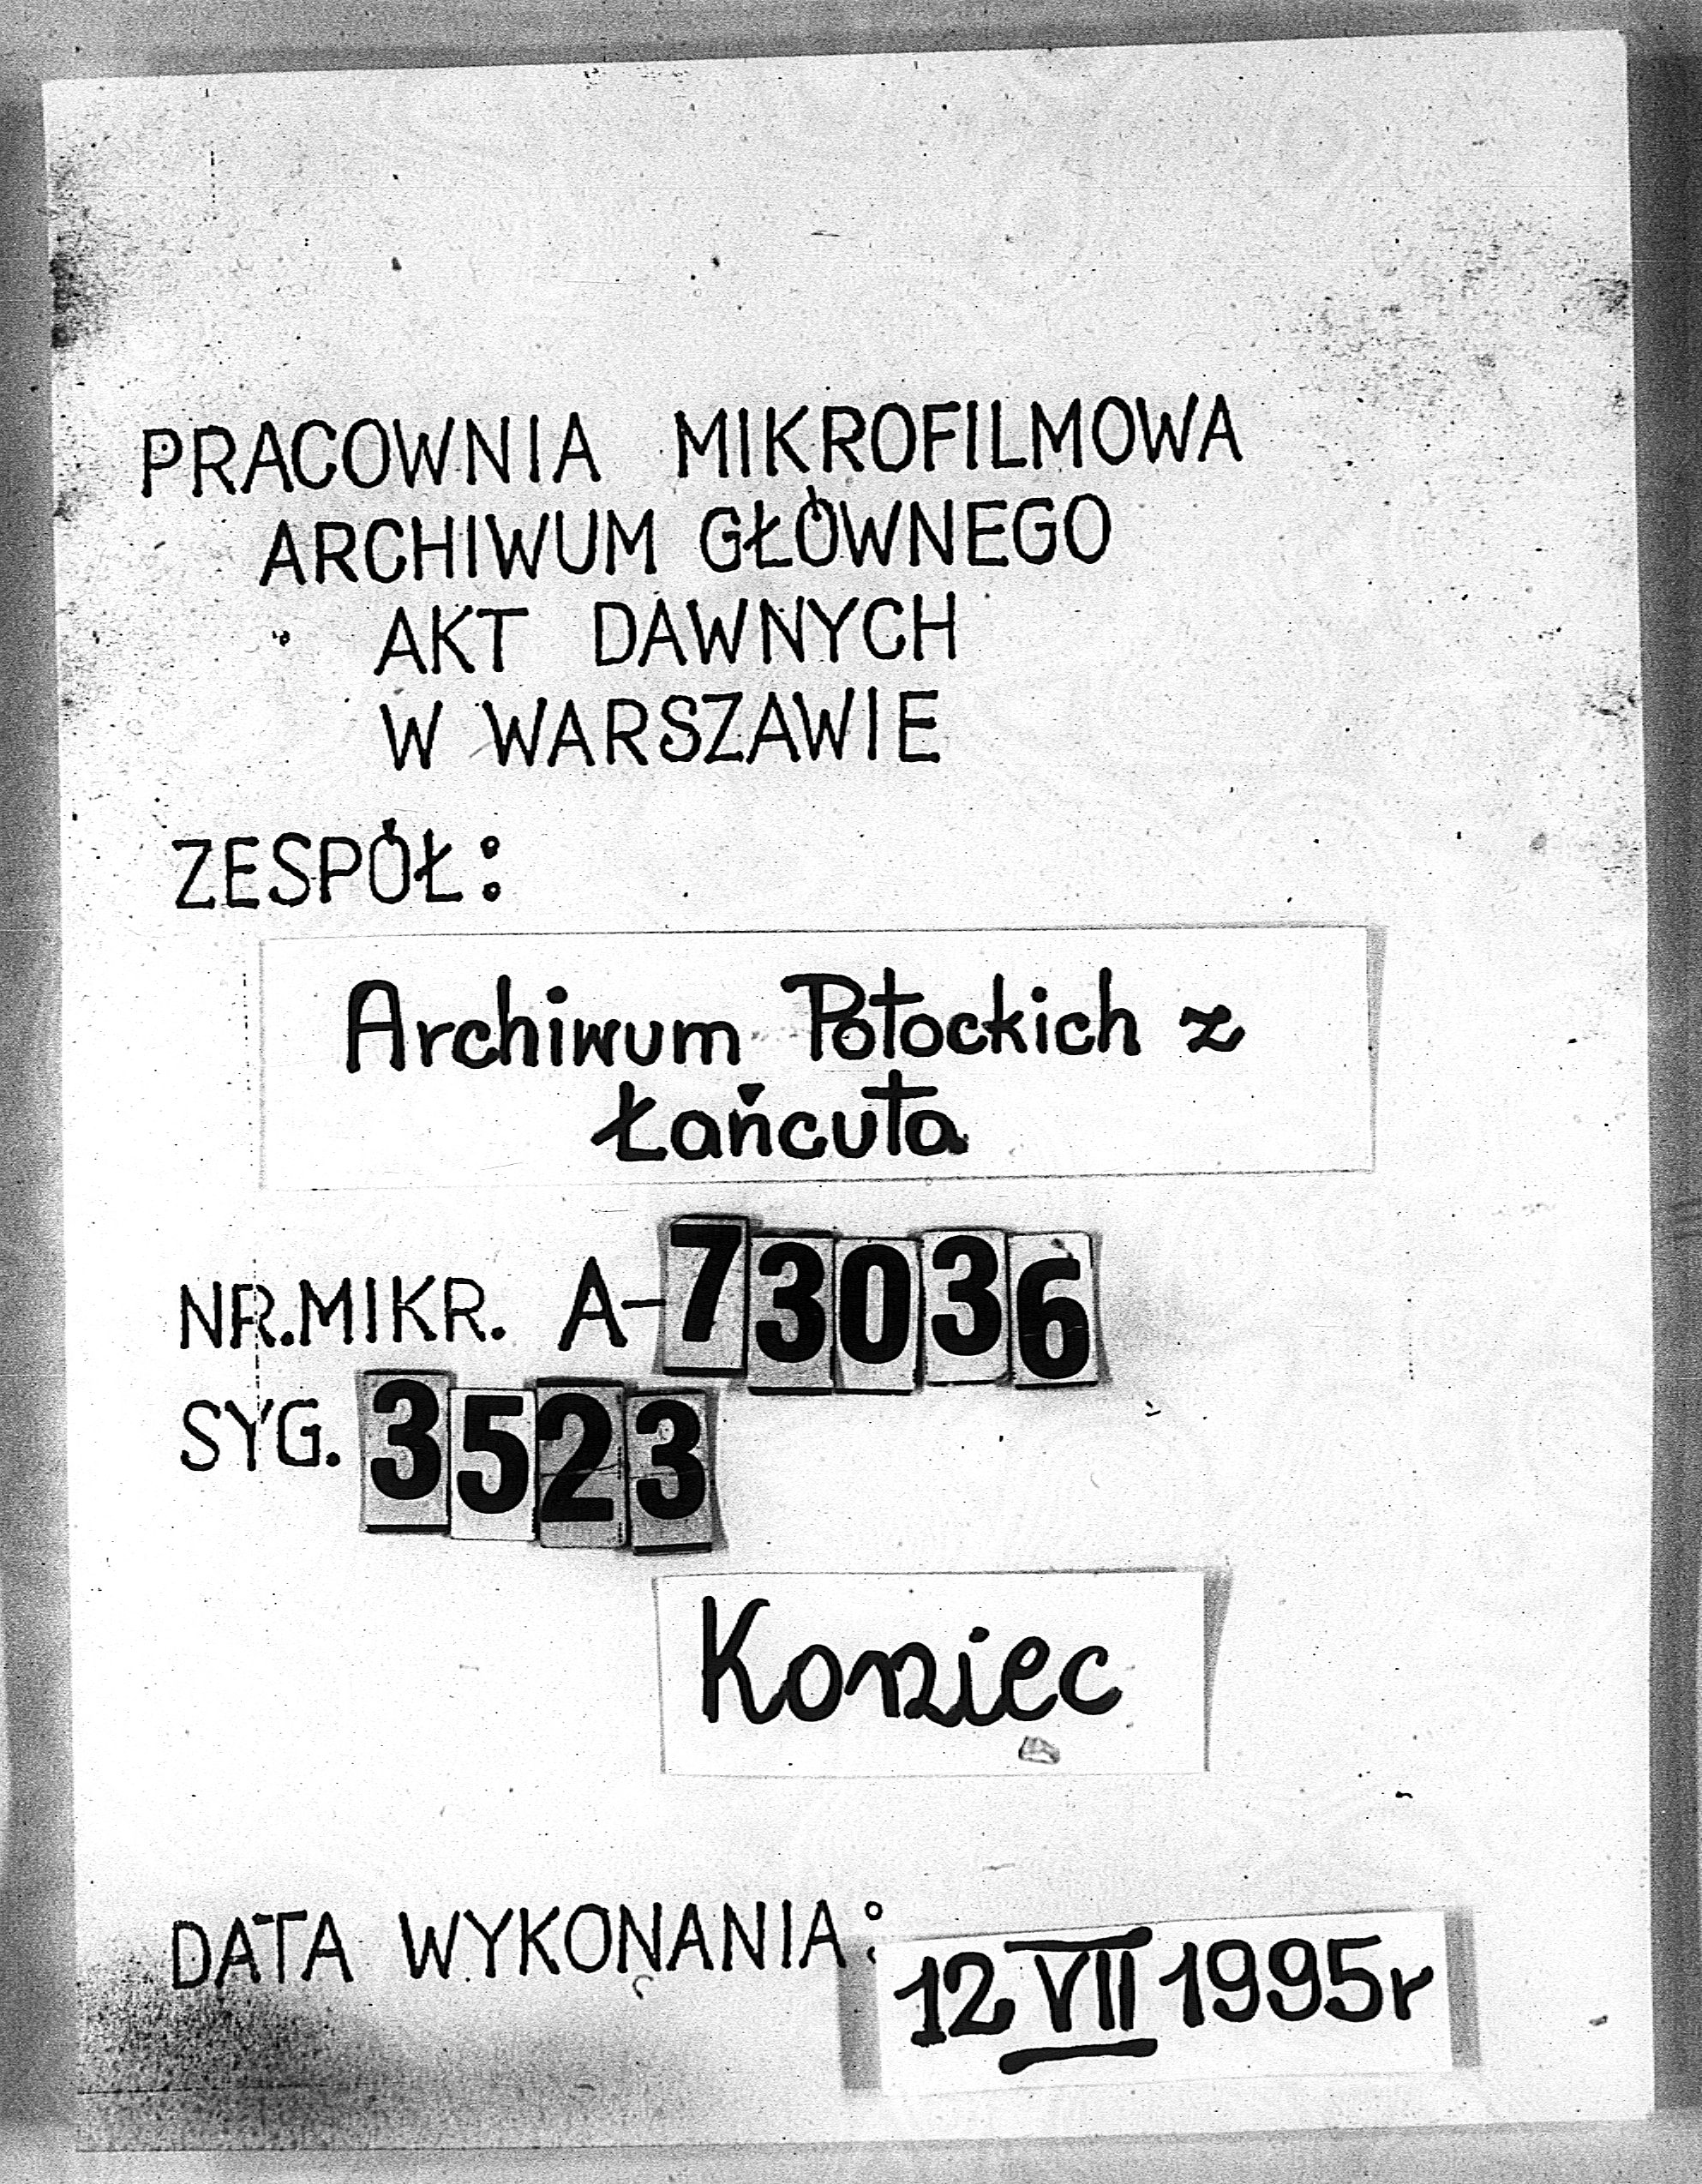 PRACOWNIA MIKROFILMOWA
ARCHIWUM GŁÓWNEGO
AKT DAWNYCH
W WARSZAWIE
ZESPÓŁ:
Archiwum Potockich z
Łańcuta
NR.MIKR. A-73036
SYG. 3523
Koniec
DATA WYKONANIA: 12 VII 1995r